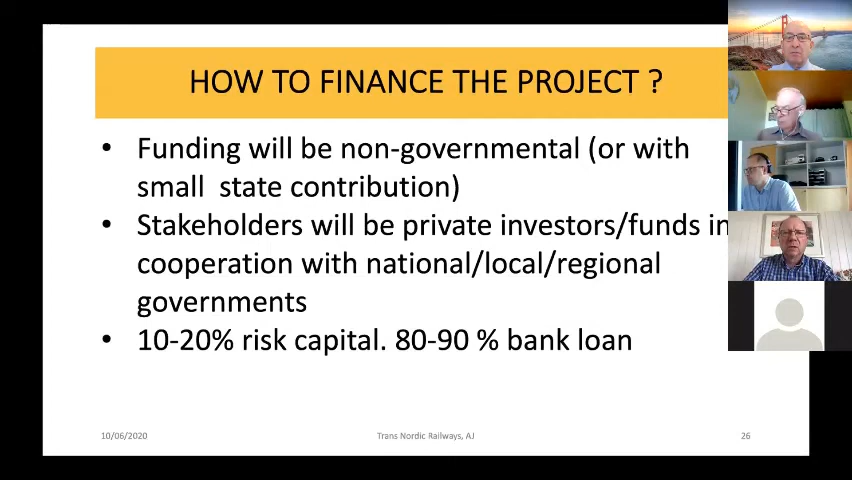 HOW TO FINANCE THE PROJECT ?
• Funding will be non-governmental (or with
small state contribution)
• Stakeholders will be private investors/funds in
cooperation with national/local/regional
governments
• 10-20% risk capital. 80-90 % bank loan
10/06/2020
Trans Nordic Railways, AJ
26